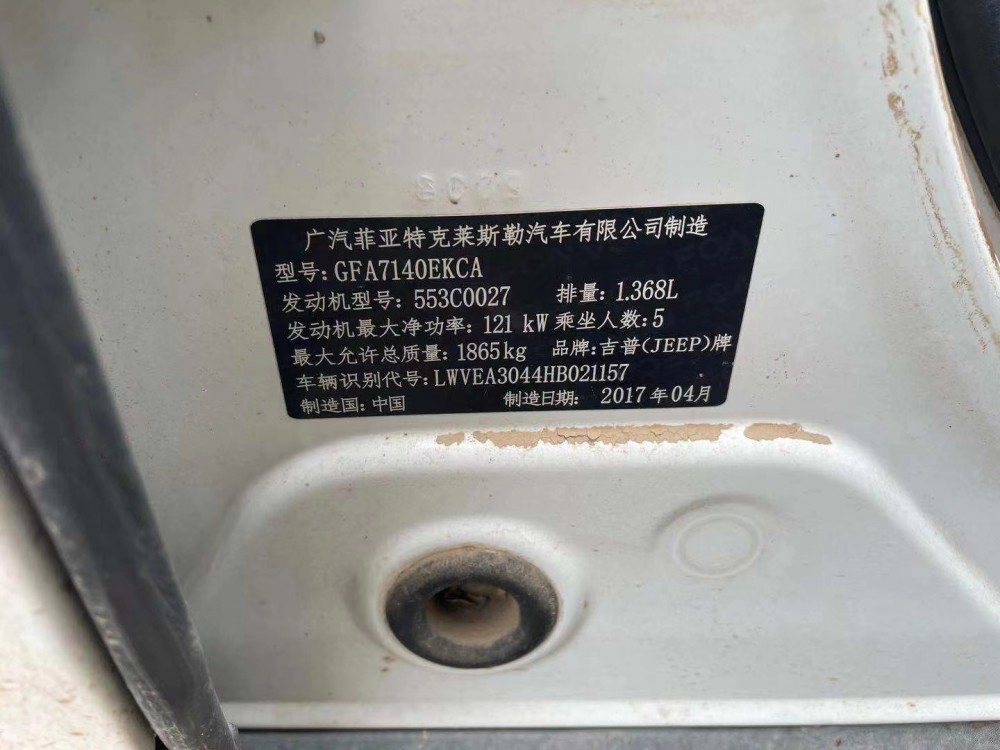 广汽菲亚特克莱斯勒汽车有限公司制造
型号: GFA7140EKCA
发动机型号: 553C0027 排量: 1.368L
发动机最大净功率: 121 kW 乘坐人数: 5
最大允许总质量: 1865kg 品牌: 吉普(JEEP)牌
车辆识别代号: LWVEA3044HB021157
制造国: 中国 制造日期: 2017年04月